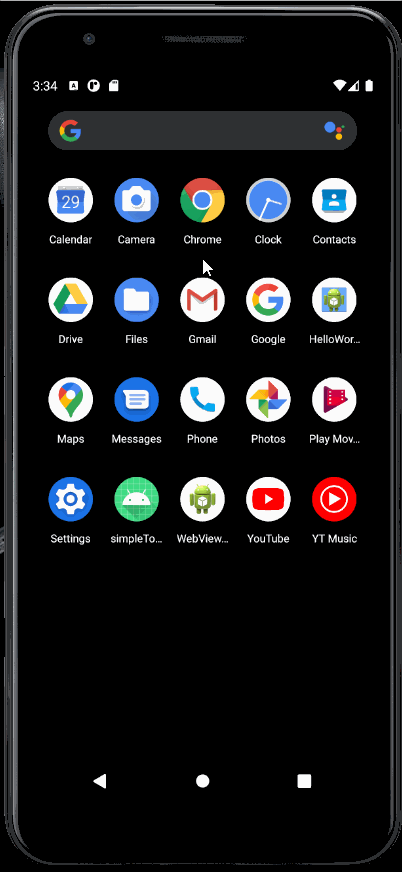 3:34
Calendar Camera Chrome Clock Contacts
Drive Files Gmail Google HelloWor...
Maps Messages Phone Photos Play Mov...
Settings simpleTo... WebView... YouTube YT Music